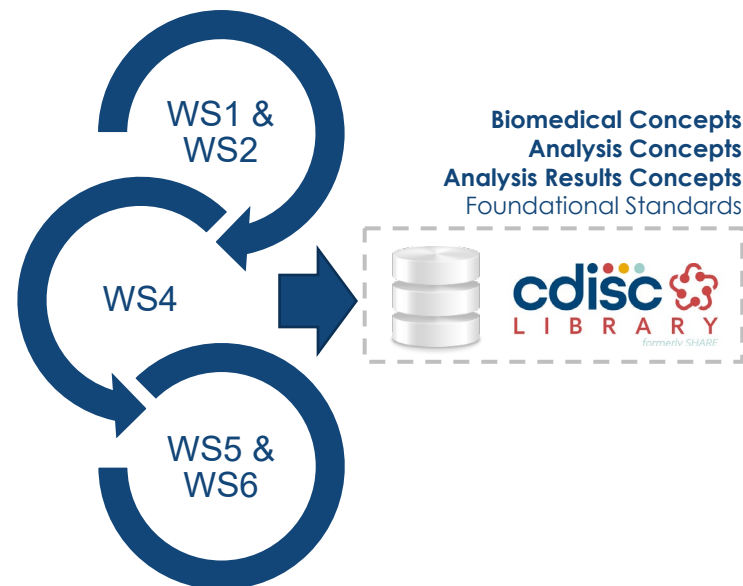 WS1 &
WS2
WS4
WS5 &
WS6
Biomedical Concepts
Analysis Concepts
Analysis Results Concepts
Foundational Standards
cdisc
LIBRARY
formerly SHARE